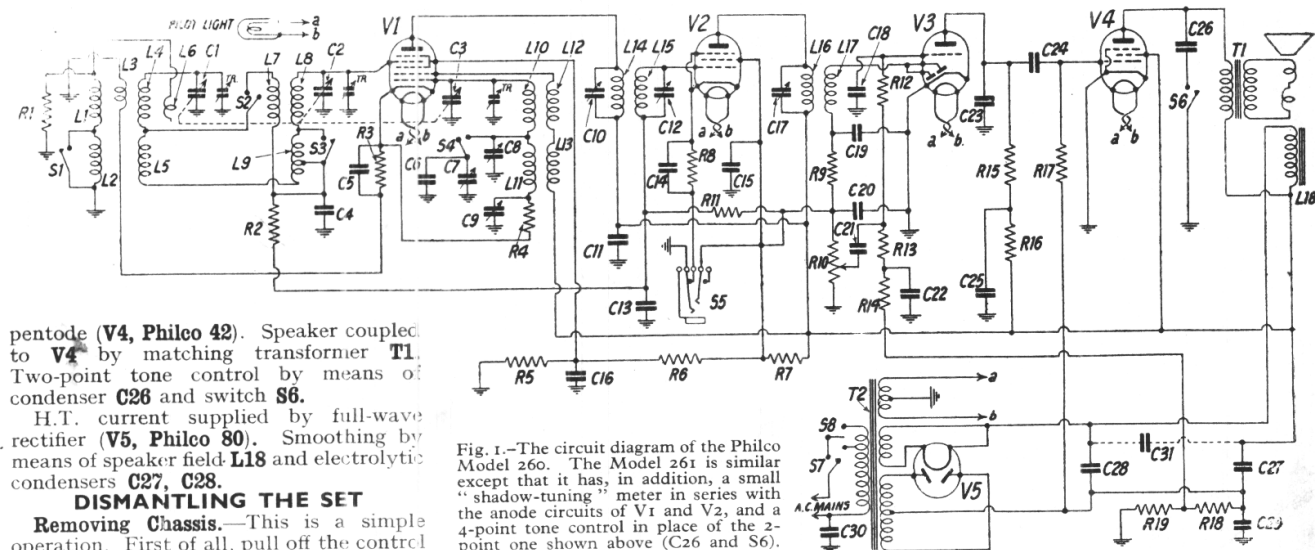 PILOT LIGHT
a
b
V1
V2
V3
V4
C26
T1
L3
L4
L6
C1
L7
L8
C2
C3
L10
L12
L14
L15
L16
L17
C18
C24
TR
TR
TR
R1
L1
S2
R12
S6
C10
C12
C17
C23
a b
a b
a b
a b
L2
S1
L5
L9
S3
R3
S4
C8
L13
C19
R15
R17
L18
C5
C6
C7
L11
C14
R8
C15
R9
R2
C4
C9
R4
C11
R11
C20
C21
R13
R16
R10
S5
C13
R14
C22
C25
R5
C16
R6
R7
T2
a
b
S8
S7
A.C. MAINS
V5
C30
C28
C31
C27
R19
R18
C29
pentode (V4, Philco 42). Speaker coupled
to V4 by matching transformer T1.
Two-point tone control by means of
condenser C26 and switch S6.
H.T. current supplied by full-wave
rectifier (V5, Philco 80). Smoothing by
means of speaker field L18 and electrolytic
condensers C27, C28.
DISMANTLING THE SET
Removing Chassis.—This is a simple
operation. First of all, pull off the control
Fig. 1.—The circuit diagram of the Philco
Model 260. The Model 261 is similar
except that it has, in addition, a small
"shadow-tuning" meter in series with
the anode circuits of V1 and V2, and a
4-point tone control in place of the 2-
point one shown above (C26 and S6).